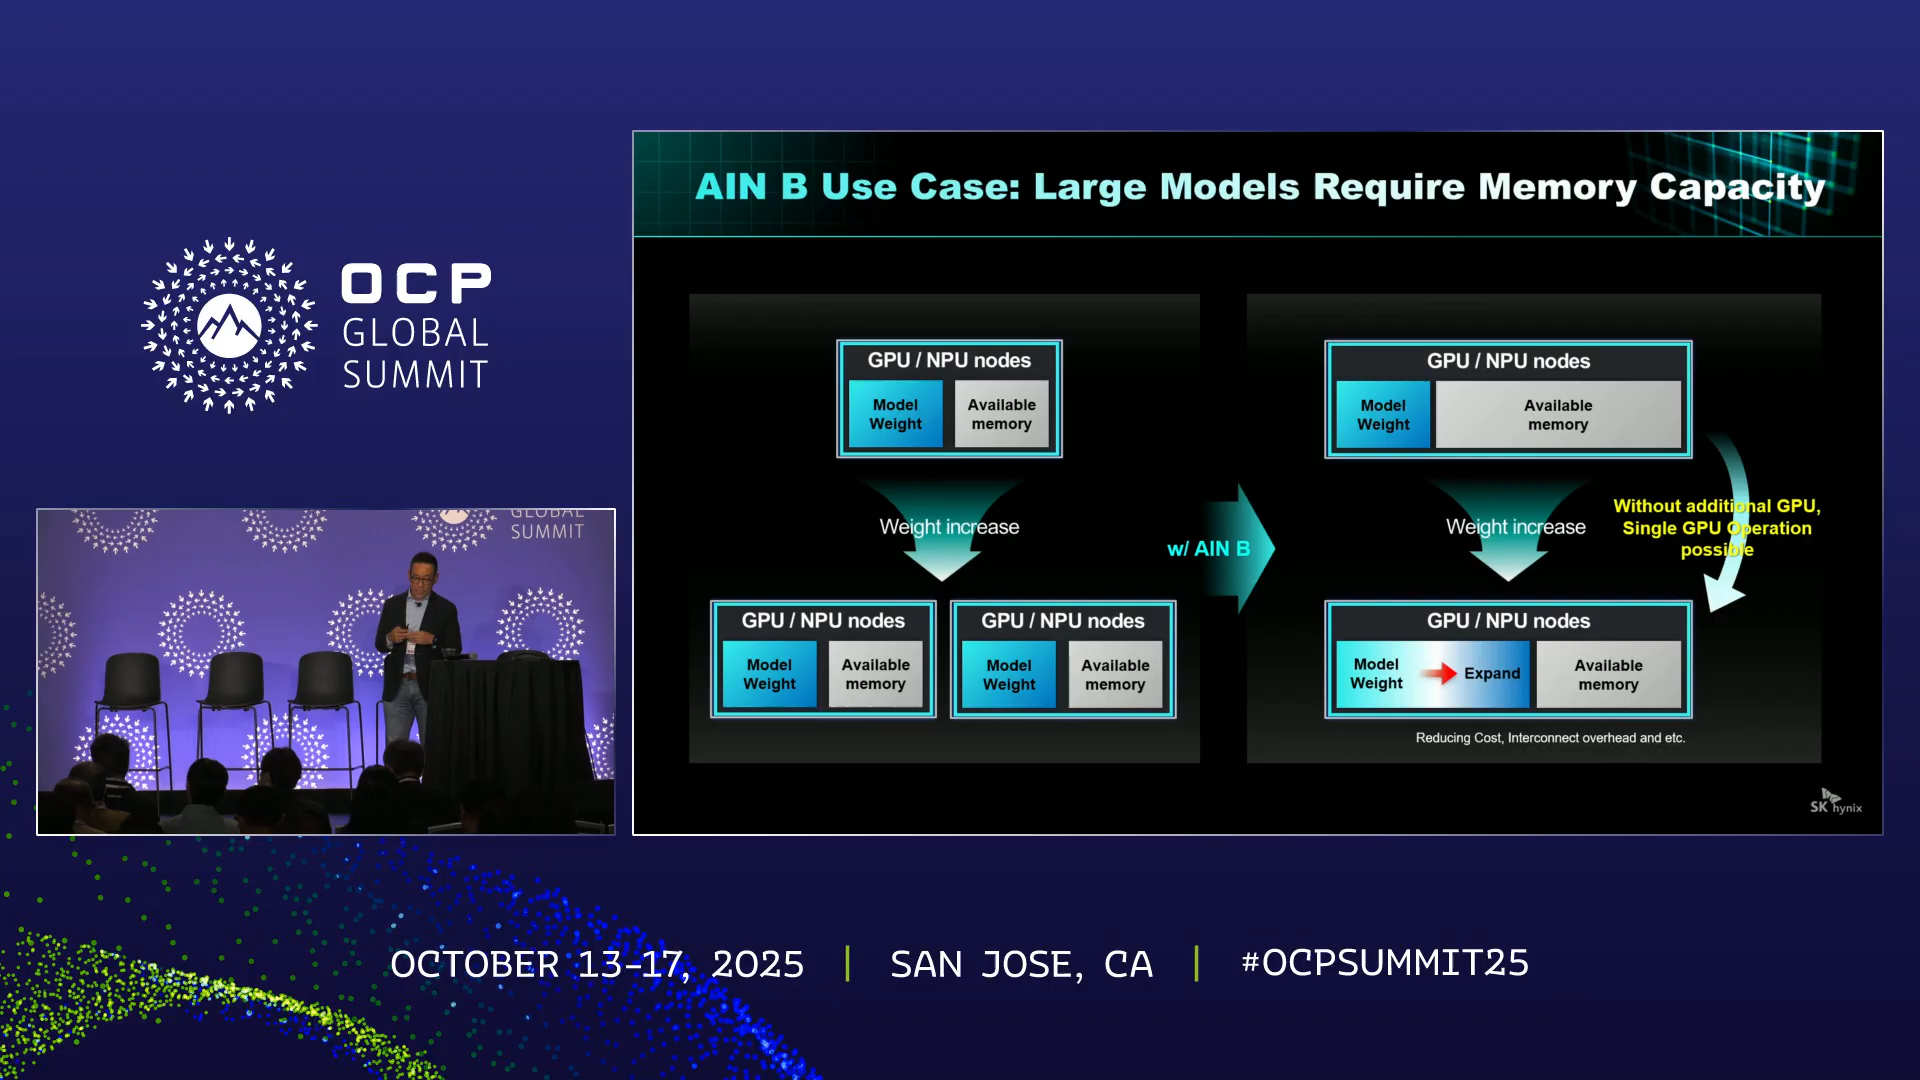 OCP
GLOBAL
SUMMIT
GLOBAL
SUMMIT
AIN B Use Case: Large Models Require Memory Capacity
GPU / NPU nodes
Model
Weight
Available
memory
Weight increase
GPU / NPU nodes
Model
Weight
Available
memory
GPU / NPU nodes
Model
Weight
Available
memory
w/ AIN B
GPU / NPU nodes
Model
Weight
Available
memory
Weight increase
Without additional GPU,
Single GPU Operation
possible
GPU / NPU nodes
Model
Weight
Expand
Available
memory
Reducing Cost, Interconnect overhead and etc.
SK hynix
OCTOBER 13-17, 2025 | SAN JOSE, CA | #OCPSUMMIT25